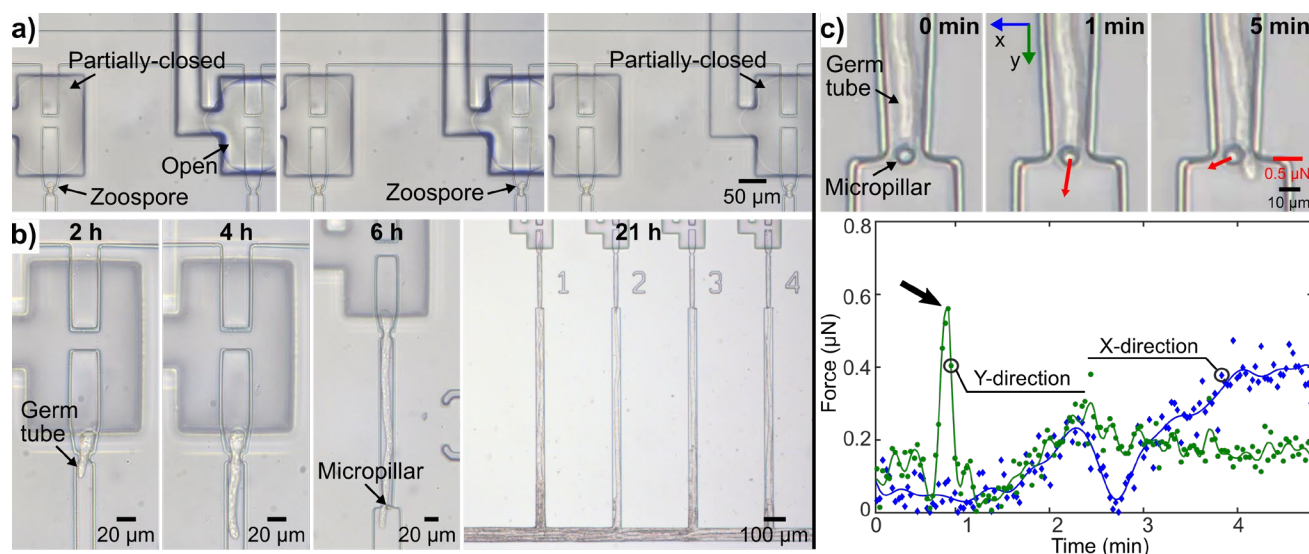 a)
Partially-closed
Open
Zoospore
Zoospore
Partially-closed
50 µm
b)
2 h
Germ
tube
20 µm
4 h
20 µm
6 h
Micropillar
20 µm
21 h
1
2
3
4
100 µm
c)
0 min
Germ
tube
Micropillar
x
y
1 min
5 min
0.5 µN
10 µm
0.8
0.6
0.4
0.2
0
Force (µN)
X-direction
Y-direction
0
1
2
3
4
Time (min)